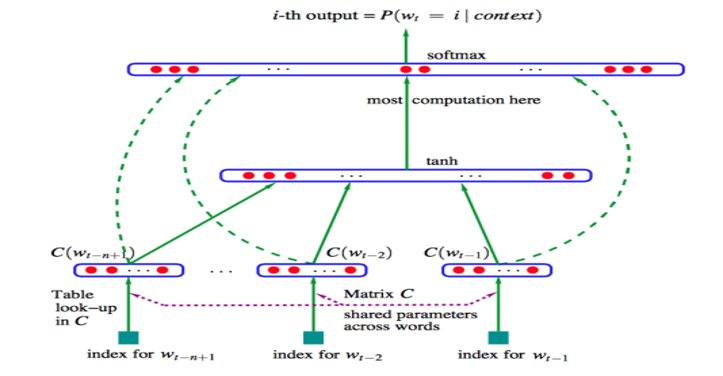 i-th output = P(w_t = i | context)
softmax
...
...
most computation here
tanh
...
...
C(w_{t−n+1})
C(w_{t−2})
C(w_{t−1})
...
...
...
...
Table
look−up
in C
Matrix C
shared parameters
across words
index for w_{t−n+1}
index for w_{t−2}
index for w_{t−1}